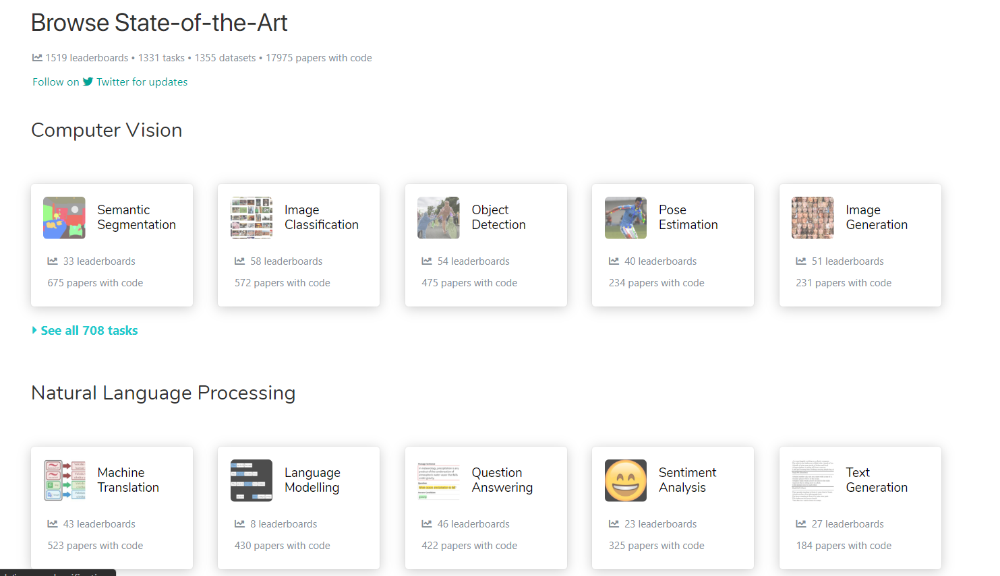 Browse State-of-the-Art
1519 leaderboards • 1331 tasks • 1355 datasets • 17975 papers with code
Follow on Twitter for updates
Computer Vision
Semantic
Segmentation
33 leaderboards
675 papers with code
Image
Classification
58 leaderboards
572 papers with code
Object
Detection
54 leaderboards
475 papers with code
Pose
Estimation
40 leaderboards
234 papers with code
Image
Generation
51 leaderboards
231 papers with code
See all 708 tasks
Natural Language Processing
Machine
Translation
43 leaderboards
523 papers with code
Language
Modelling
8 leaderboards
430 papers with code
Question
Answering
46 leaderboards
422 papers with code
Sentiment
Analysis
23 leaderboards
325 papers with code
Text
Generation
27 leaderboards
184 papers with code